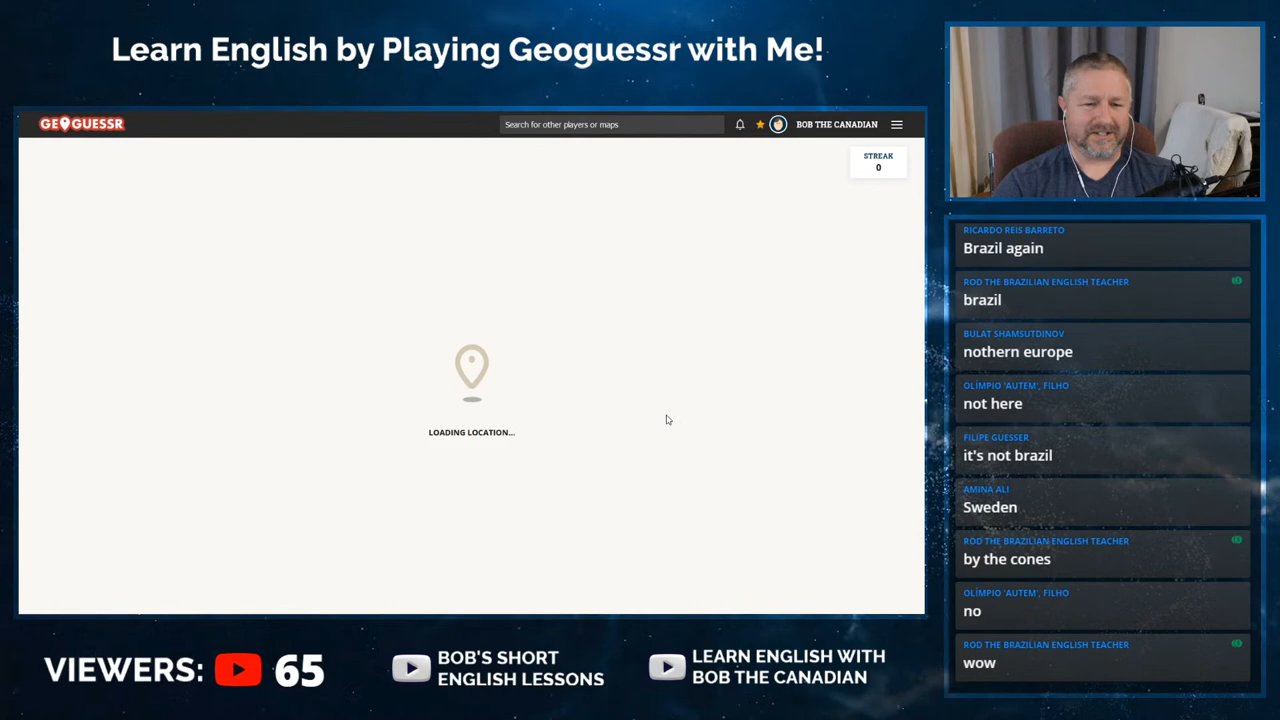 Learn English by Playing Geoguessr with Me!
GEOGUESSR
Search for other players or maps
BOB THE CANADIAN
STREAK
0
LOADING LOCATION...
RICARDO REIS BARRETO
Brazil again
ROD THE BRAZILIAN ENGLISH TEACHER
brazil
BULAT SHAMSUTDINOV
nothern europe
OLÍMPIO 'AUTEM', FILHO
not here
FILIPE GUESSER
it's not brazil
AMINA ALI
Sweden
ROD THE BRAZILIAN ENGLISH TEACHER
by the cones
OLÍMPIO 'AUTEM', FILHO
no
ROD THE BRAZILIAN ENGLISH TEACHER
wow
VIEWERS: 65
BOB'S SHORT
ENGLISH LESSONS
LEARN ENGLISH WITH
BOB THE CANADIAN